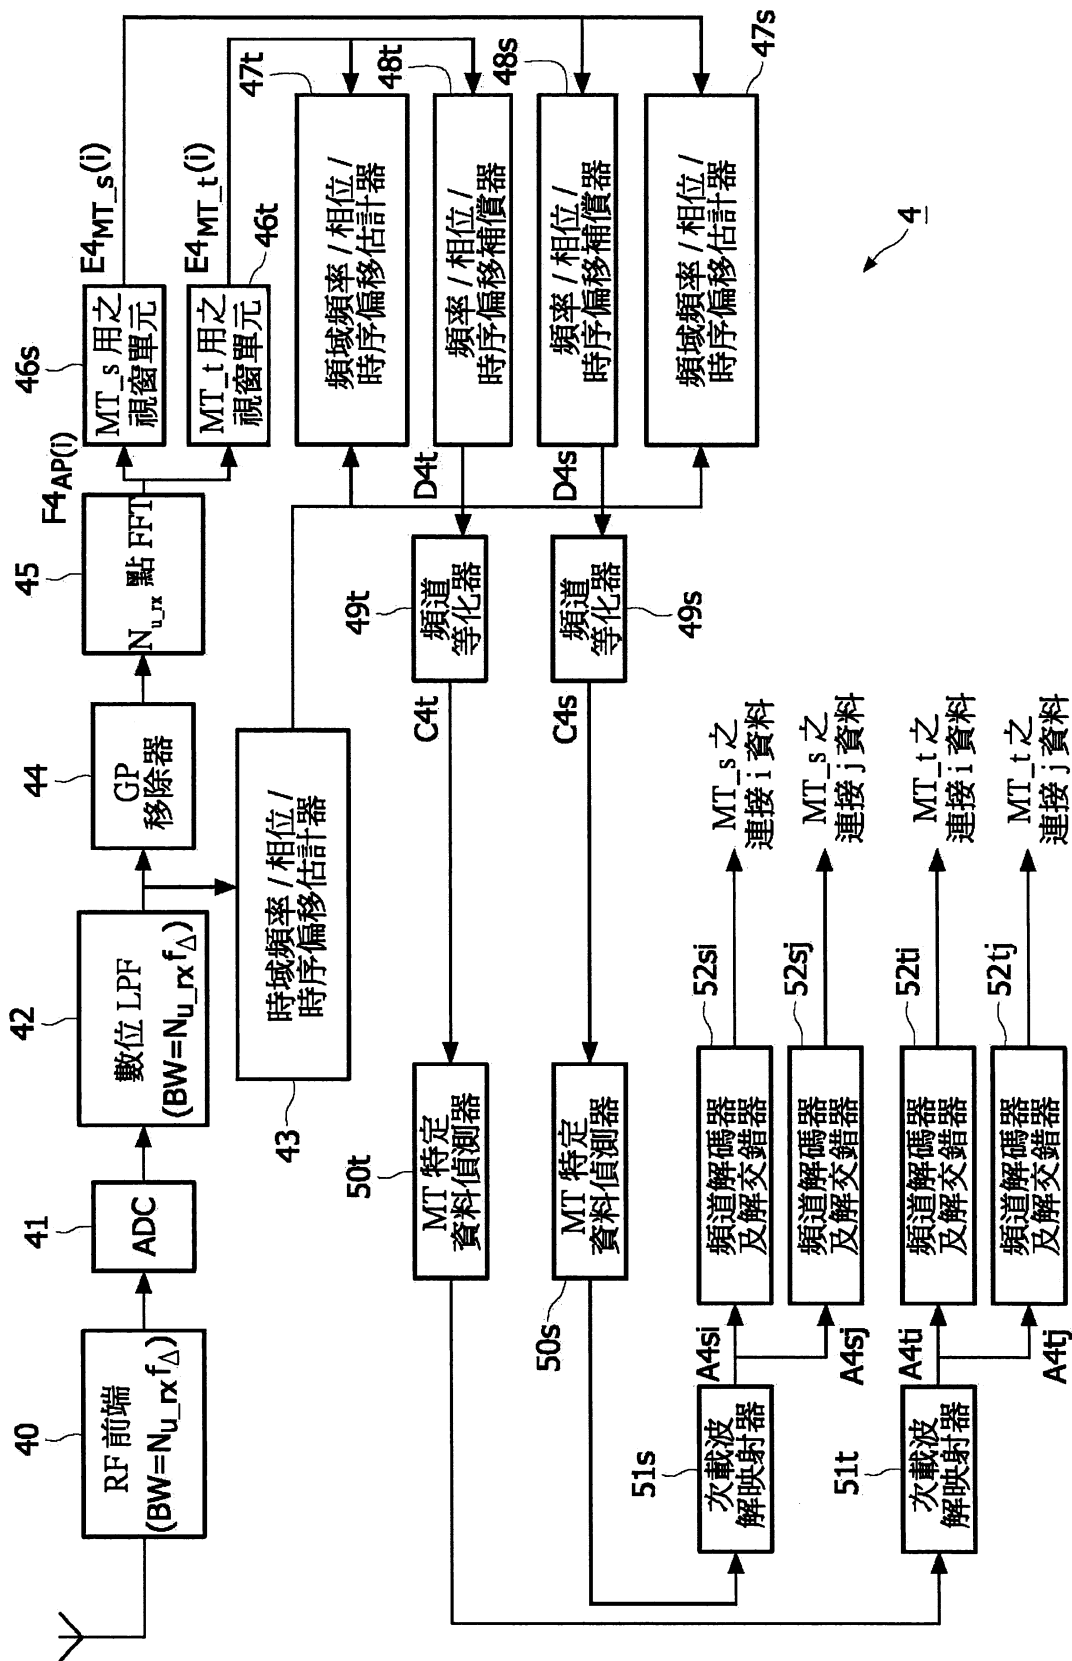 40
RF 前端
(BW=Nu_rx f△)
41
ADC
42
數位 LPF
(BW=Nu_rx f△)
43
時域頻率 / 相位 /
時序偏移估計器
44
GP
移除器
45
Nu_rx 點 FFT
F4AP(i)
46s
MT_s 用之
視窗單元
E4MT_s(i)
MT_t 用之
視窗單元
46t
E4MT_t(i)
47t
頻域頻率 / 相位 /
時序偏移估計器
48t
頻率 / 相位 /
時序偏移補償器
48s
頻率 / 相位 /
時序偏移補償器
47s
頻域頻率 / 相位 /
時序偏移估計器
D4t
D4s
49t
頻道
等化器
49s
頻道
等化器
C4t
C4s
50t
MT 特定
資料偵測器
50s
MT 特定
資料偵測器
51s
次載波
解映射器
51t
次載波
解映射器
A4si
A4sj
A4ti
A4tj
52si
頻道解碼器
及解交錯器
52sj
頻道解碼器
及解交錯器
52ti
頻道解碼器
及解交錯器
52tj
頻道解碼器
及解交錯器
MT_s 之
連接 i 資料
MT_s 之
連接 j 資料
MT_t 之
連接 i 資料
MT_t 之
連接 j 資料
4